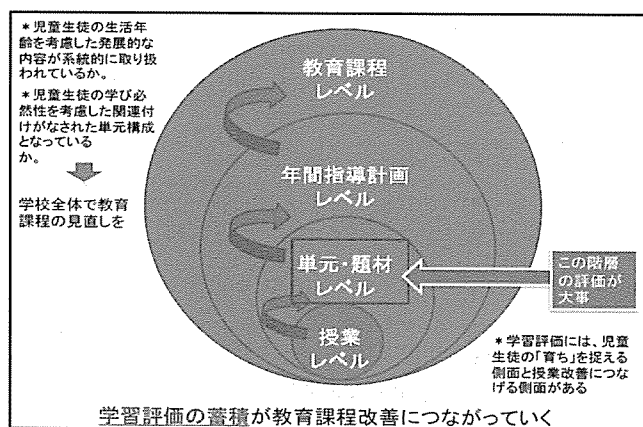 ＊児童生徒の生活年
齢を考慮した発展的な
内容が系統的に取り扱
われているか。
＊児童生徒の学び必
然性を考慮した関連付
けがなされた単元構成
となっている
か。
学校全体で教育
課程の見直しを
教育課程
レベル
年間指導計画
レベル
単元・題材
レベル
授業
レベル
この階層
の評価が
大事
＊学習評価には、児童
生徒の「育ち」を捉える
側面と授業改善につな
げる側面がある
学習評価の蓄積が教育課程改善につながっていく